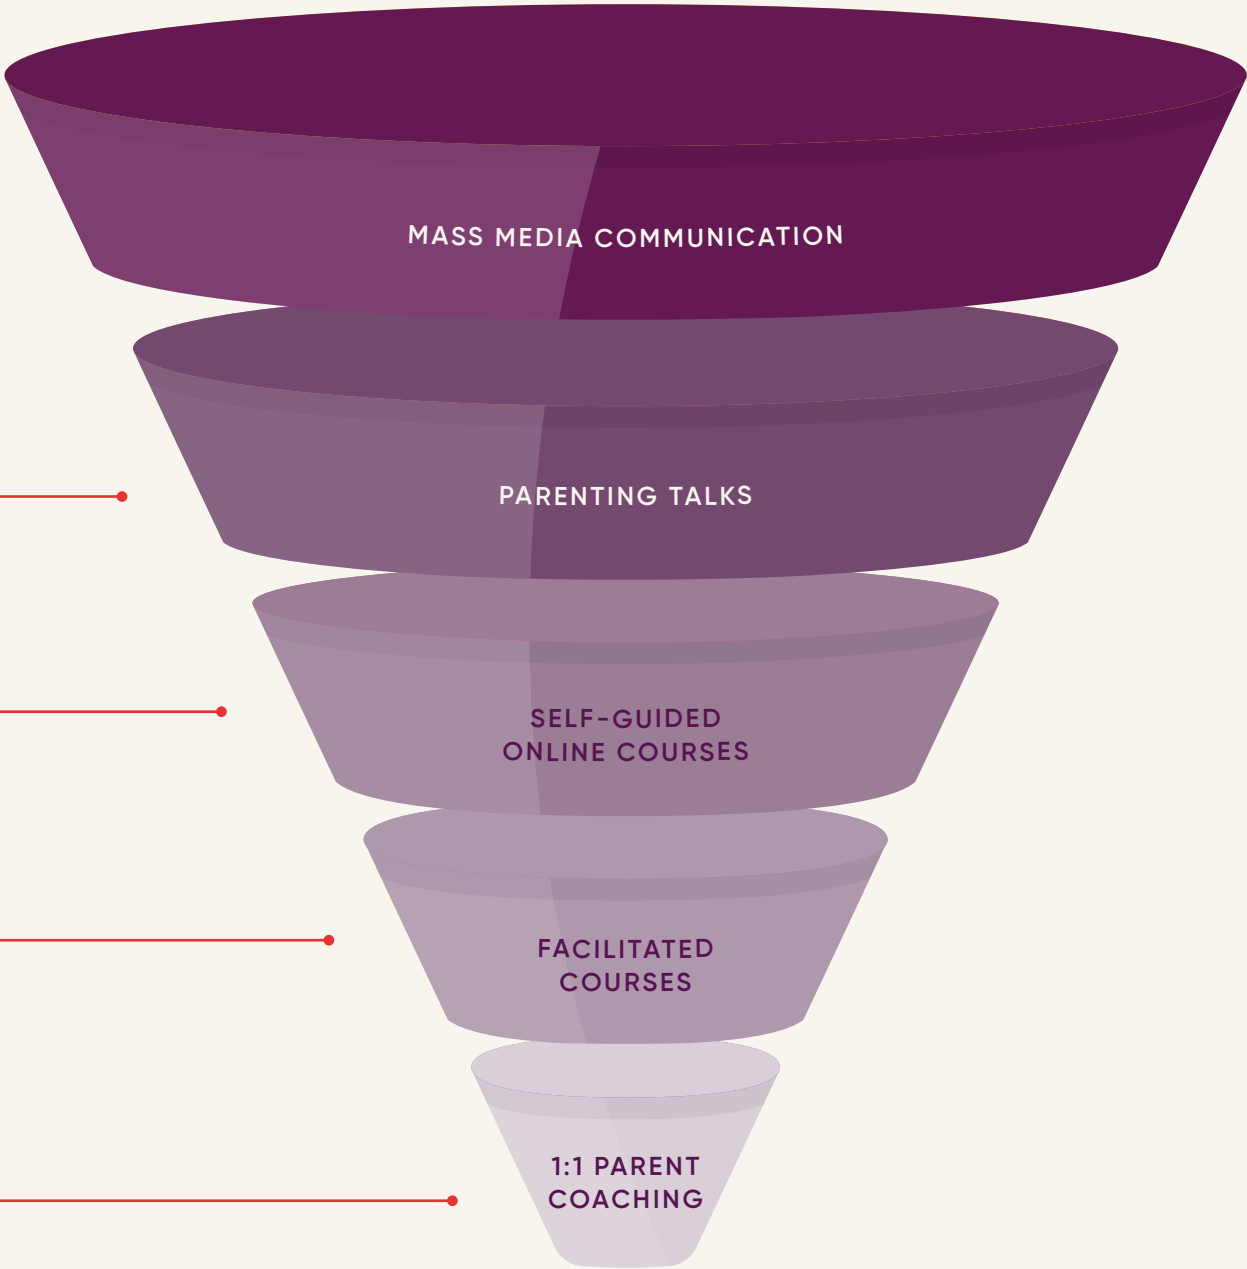 MASS MEDIA COMMUNICATION
PARENTING TALKS
SELF-GUIDED
ONLINE COURSES
FACILITATED
COURSES
1:1 PARENT
COACHING